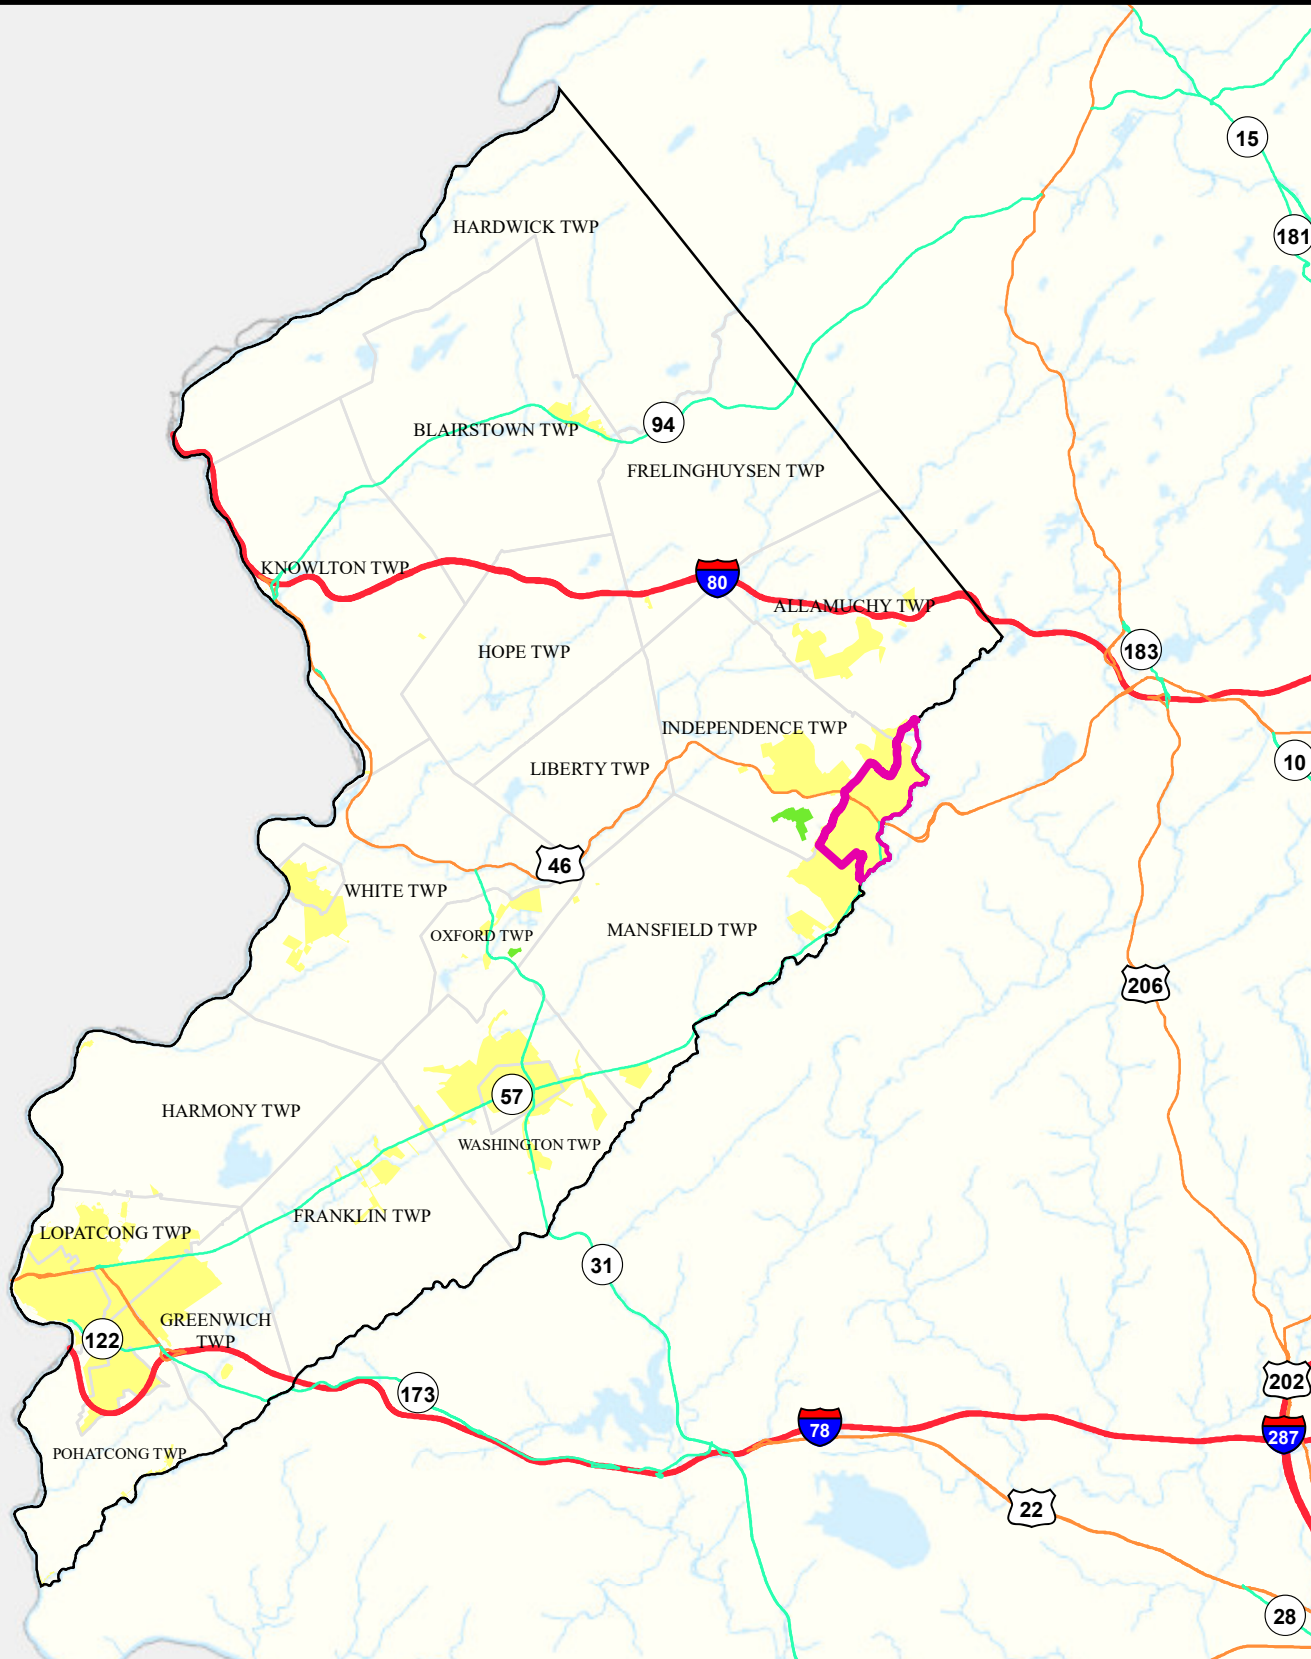 15
181
HARDWICK TWP
94
BLAIRSTOWN TWP
FRELINGHUYSEN TWP
KNOWLTON TWP
80
ALLAMUCHY TWP
HOPE TWP
183
INDEPENDENCE TWP
LIBERTY TWP
10
46
WHITE TWP
OXFORD TWP
MANSFIELD TWP
206
57
HARMONY TWP
WASHINGTON TWP
FRANKLIN TWP
LOPATCONG TWP
31
GREENWICH
TWP
122
173
202
78
287
POHATCONG TWP
22
28